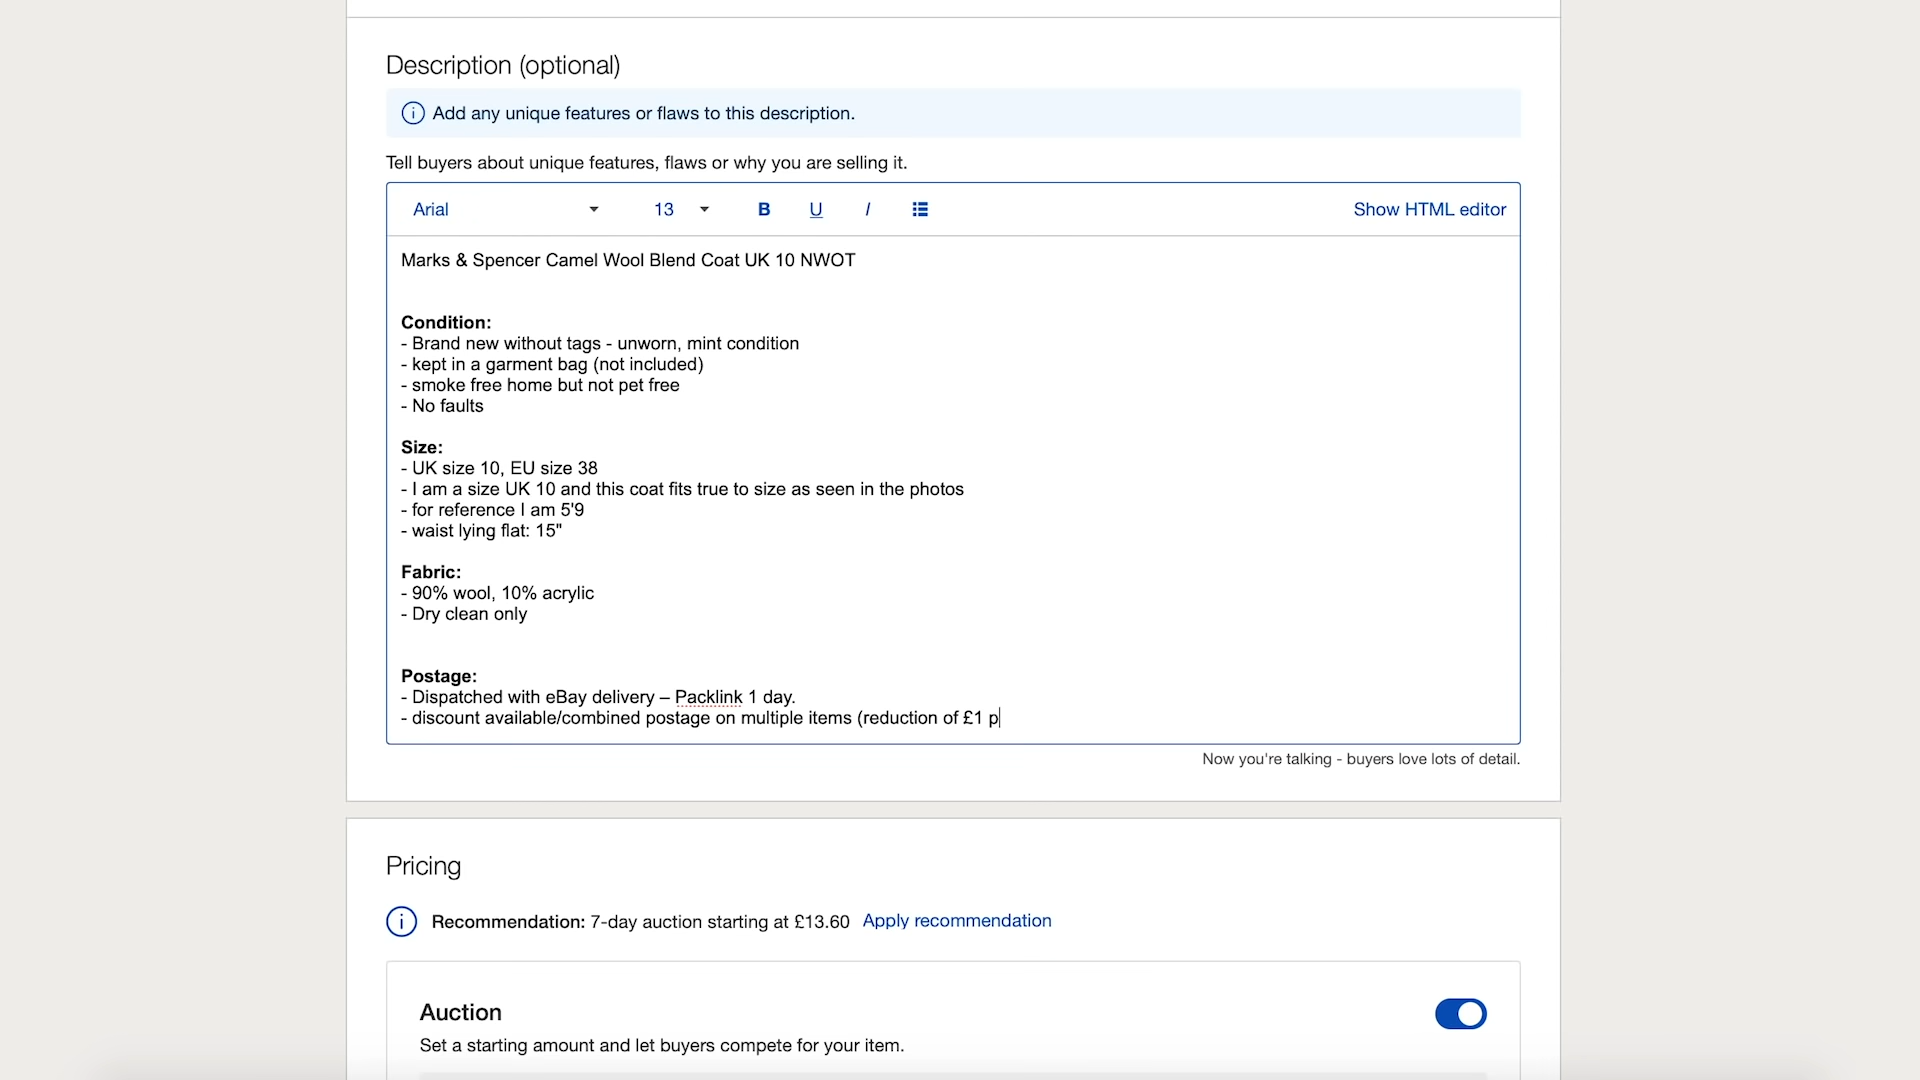 Description (optional)
Add any unique features or flaws to this description.
Tell buyers about unique features, flaws or why you are selling it.
Arial 13 B U I Show HTML editor
Marks & Spencer Camel Wool Blend Coat UK 10 NWOT
Condition:
- Brand new without tags - unworn, mint condition
- kept in a garment bag (not included)
- smoke free home but not pet free
- No faults
Size:
- UK size 10, EU size 38
- I am a size UK 10 and this coat fits true to size as seen in the photos
- for reference I am 5'9
- waist lying flat: 15"
Fabric:
- 90% wool, 10% acrylic
- Dry clean only
Postage:
- Dispatched with eBay delivery – Packlink 1 day.
- discount available/combined postage on multiple items (reduction of £1 p
Now you're talking - buyers love lots of detail.
Pricing
Recommendation: 7-day auction starting at £13.60 Apply recommendation
Auction
Set a starting amount and let buyers compete for your item.